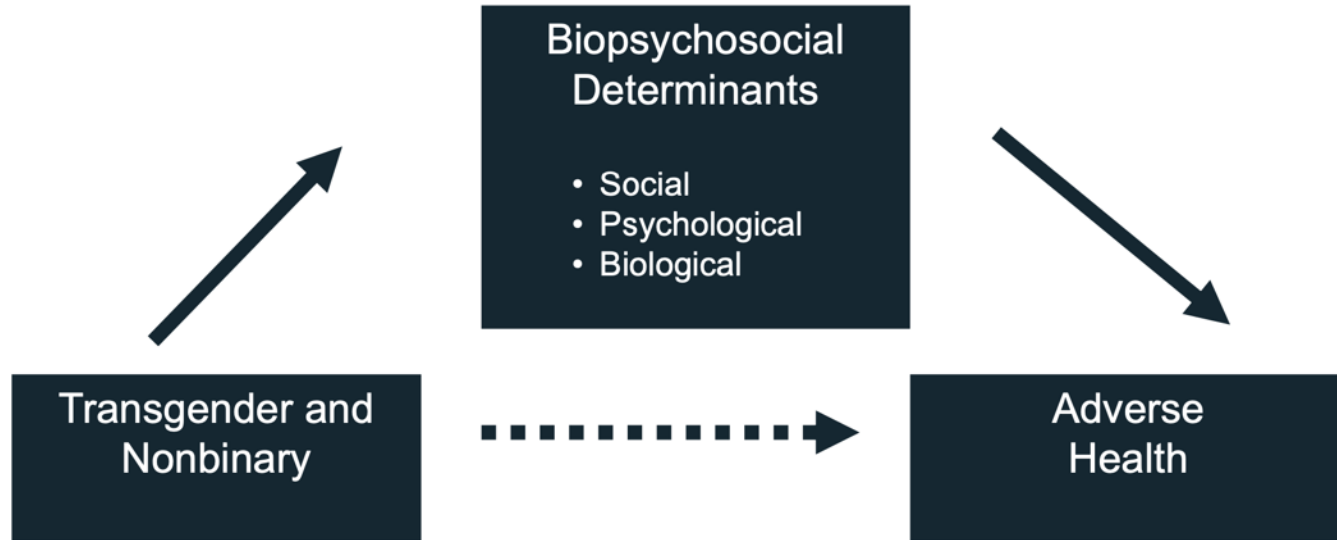 Biopsychosocial
Determinants
• Social
• Psychological
• Biological
Transgender and
Nonbinary
Adverse
Health